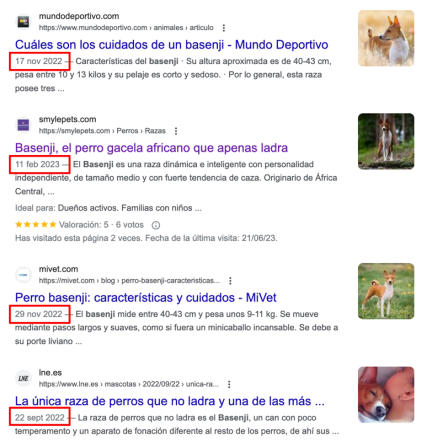 mundodeportivo.com
https://www.mundodeportivo.com › animales › articulo
Cuáles son los cuidados de un basenji - Mundo Deportivo
17 nov 2022 — Características del basenji · Su altura aproximada es de 40-43 cm,
pesa entre 10 y 13 kilos y su pelaje es corto y sedoso. · Por lo general, esta raza
posee tres ...
smylepets.com
https://smylepets.com › Perros › Razas
Basenji, el perro gacela africano que apenas ladra
11 feb 2023 — El Basenji es una raza dinámica e inteligente con personalidad
independiente, de tamaño medio y con fuerte tendencia de caza. Originario de África
Central, ...
Ideal para: Dueños activos. Familias con niños ...
Valoración: 5 · 6 votos
Has visitado esta página 2 veces. Fecha de la última visita: 21/06/23.
mivet.com
https://mivet.com › blog › perro-basenji-caracteristicas...
Perro basenji: características y cuidados - MiVet
29 nov 2022 — El basenji mide entre 40-43 cm y pesa unos 9-11 kg. Se mueve
mediante pasos largos y suaves, como si fuera un minicaballo incansable. Se debe a
su porte liviano ...
LNE
lne.es
https://www.lne.es › mascotas › 2022/09/22 › unica-ra...
La única raza de perros que no ladra y una de las más ...
22 sept 2022 — La raza de perros que no ladra es el Basenji, un can con poco
temperamento y un aparato de fonación diferente al resto de los perros, de ahí sus ...